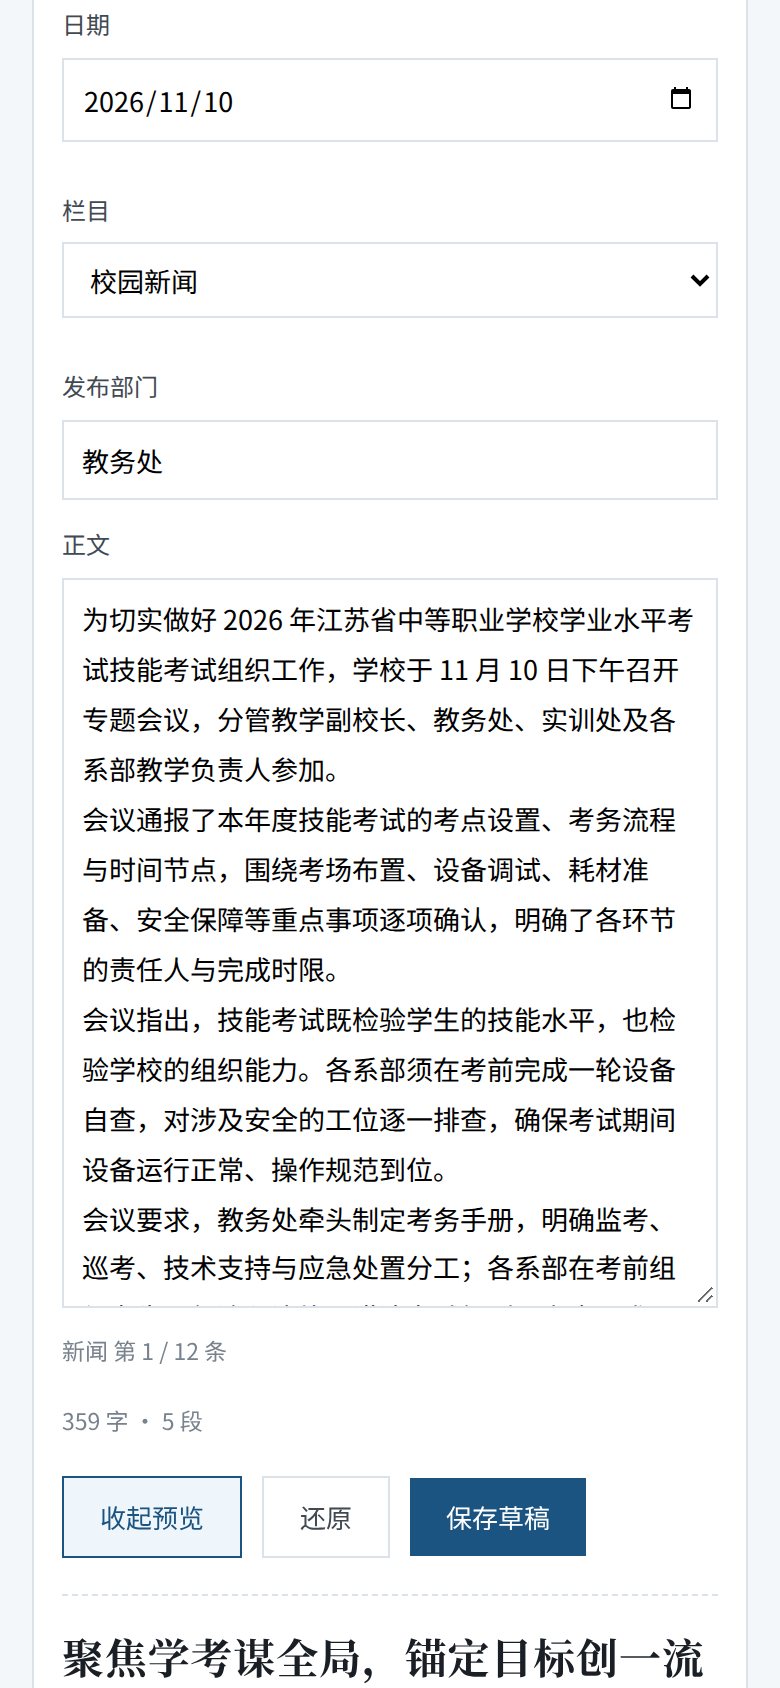 日期
2026/11/10
栏目
校园新闻
发布部门
教务处
正文
为切实做好 2026 年江苏省中等职业学校学业水平考
试技能考试组织工作，学校于 11 月 10 日下午召开
专题会议，分管教学副校长、教务处、实训处及各
系部教学负责人参加。
会议通报了本年度技能考试的考点设置、考务流程
与时间节点，围绕考场布置、设备调试、耗材准
备、安全保障等重点事项逐项确认，明确了各环节
的责任人与完成时限。
会议指出，技能考试既检验学生的技能水平，也检
验学校的组织能力。各系部须在考前完成一轮设备
自查，对涉及安全的工位逐一排查，确保考试期间
设备运行正常、操作规范到位。
会议要求，教务处牵头制定考务手册，明确监考、
巡考、技术支持与应急处置分工；各系部在考前组
新闻 第 1 / 12 条
359 字 · 5 段
收起预览
还原
保存草稿
聚焦学考谋全局，锚定目标创一流